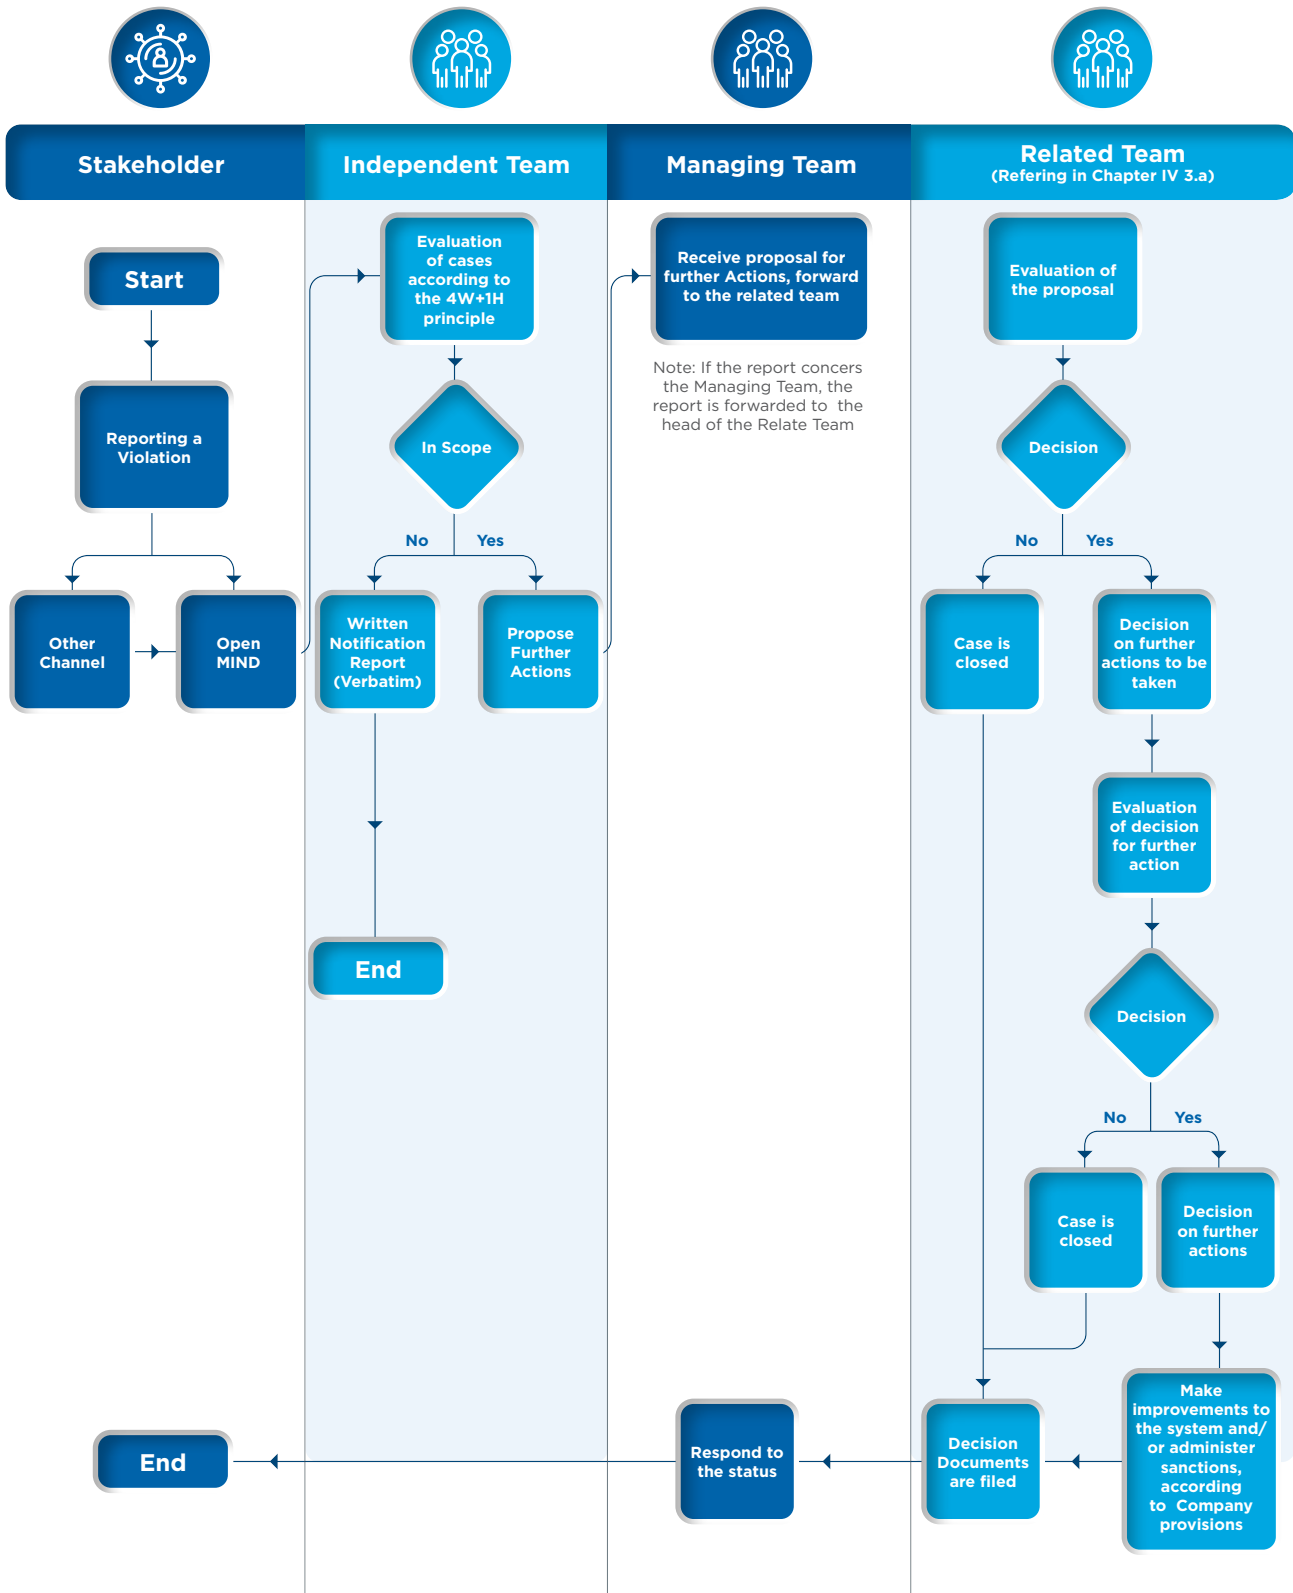 Stakeholder
Independent Team
Managing Team
Related Team
(Refering in Chapter IV 3.a)
Start
Reporting a
Violation
Other
Channel
Open
MIND
Evaluation
of cases
according to
the 4W+1H
principle
In Scope
No
Yes
Written
Notification
Report
(Verbatim)
Propose
Further
Actions
End
Receive proposal for
further Actions, forward
to the related team
Note: If the report concers
the Managing Team, the
report is forwarded to the
head of the Relate Team
Evaluation of
the proposal
Decision
No
Yes
Case is
closed
Decision
on further
actions to be
taken
Evaluation
of decision
for further
action
Decision
No
Yes
Case is
closed
Decision
on further
actions
Make
improvements to
the system and/
or administer
sanctions,
according
to Company
provisions
Decision
Documents
are filed
Respond to
the status
End